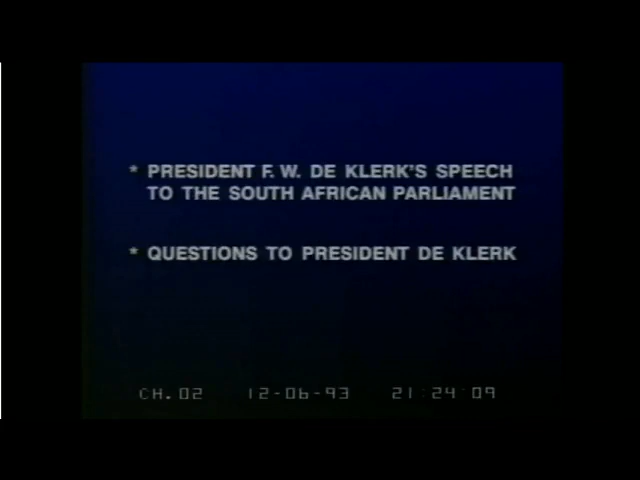 * PRESIDENT F. W. DE KLERK'S SPEECH
TO THE SOUTH AFRICAN PARLIAMENT
* QUESTIONS TO PRESIDENT DE KLERK
CH.02 12-06-93 21:24:09